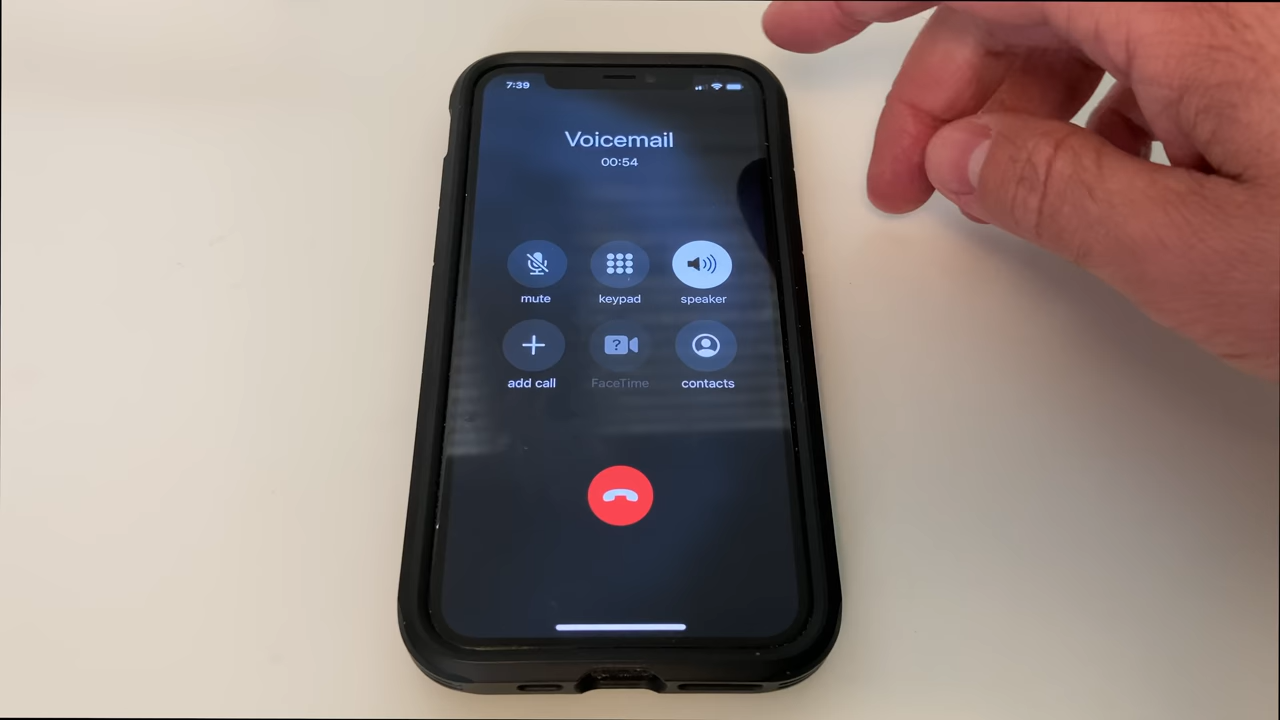 7:39
Voicemail
00:54
mute keypad speaker
add call FaceTime contacts